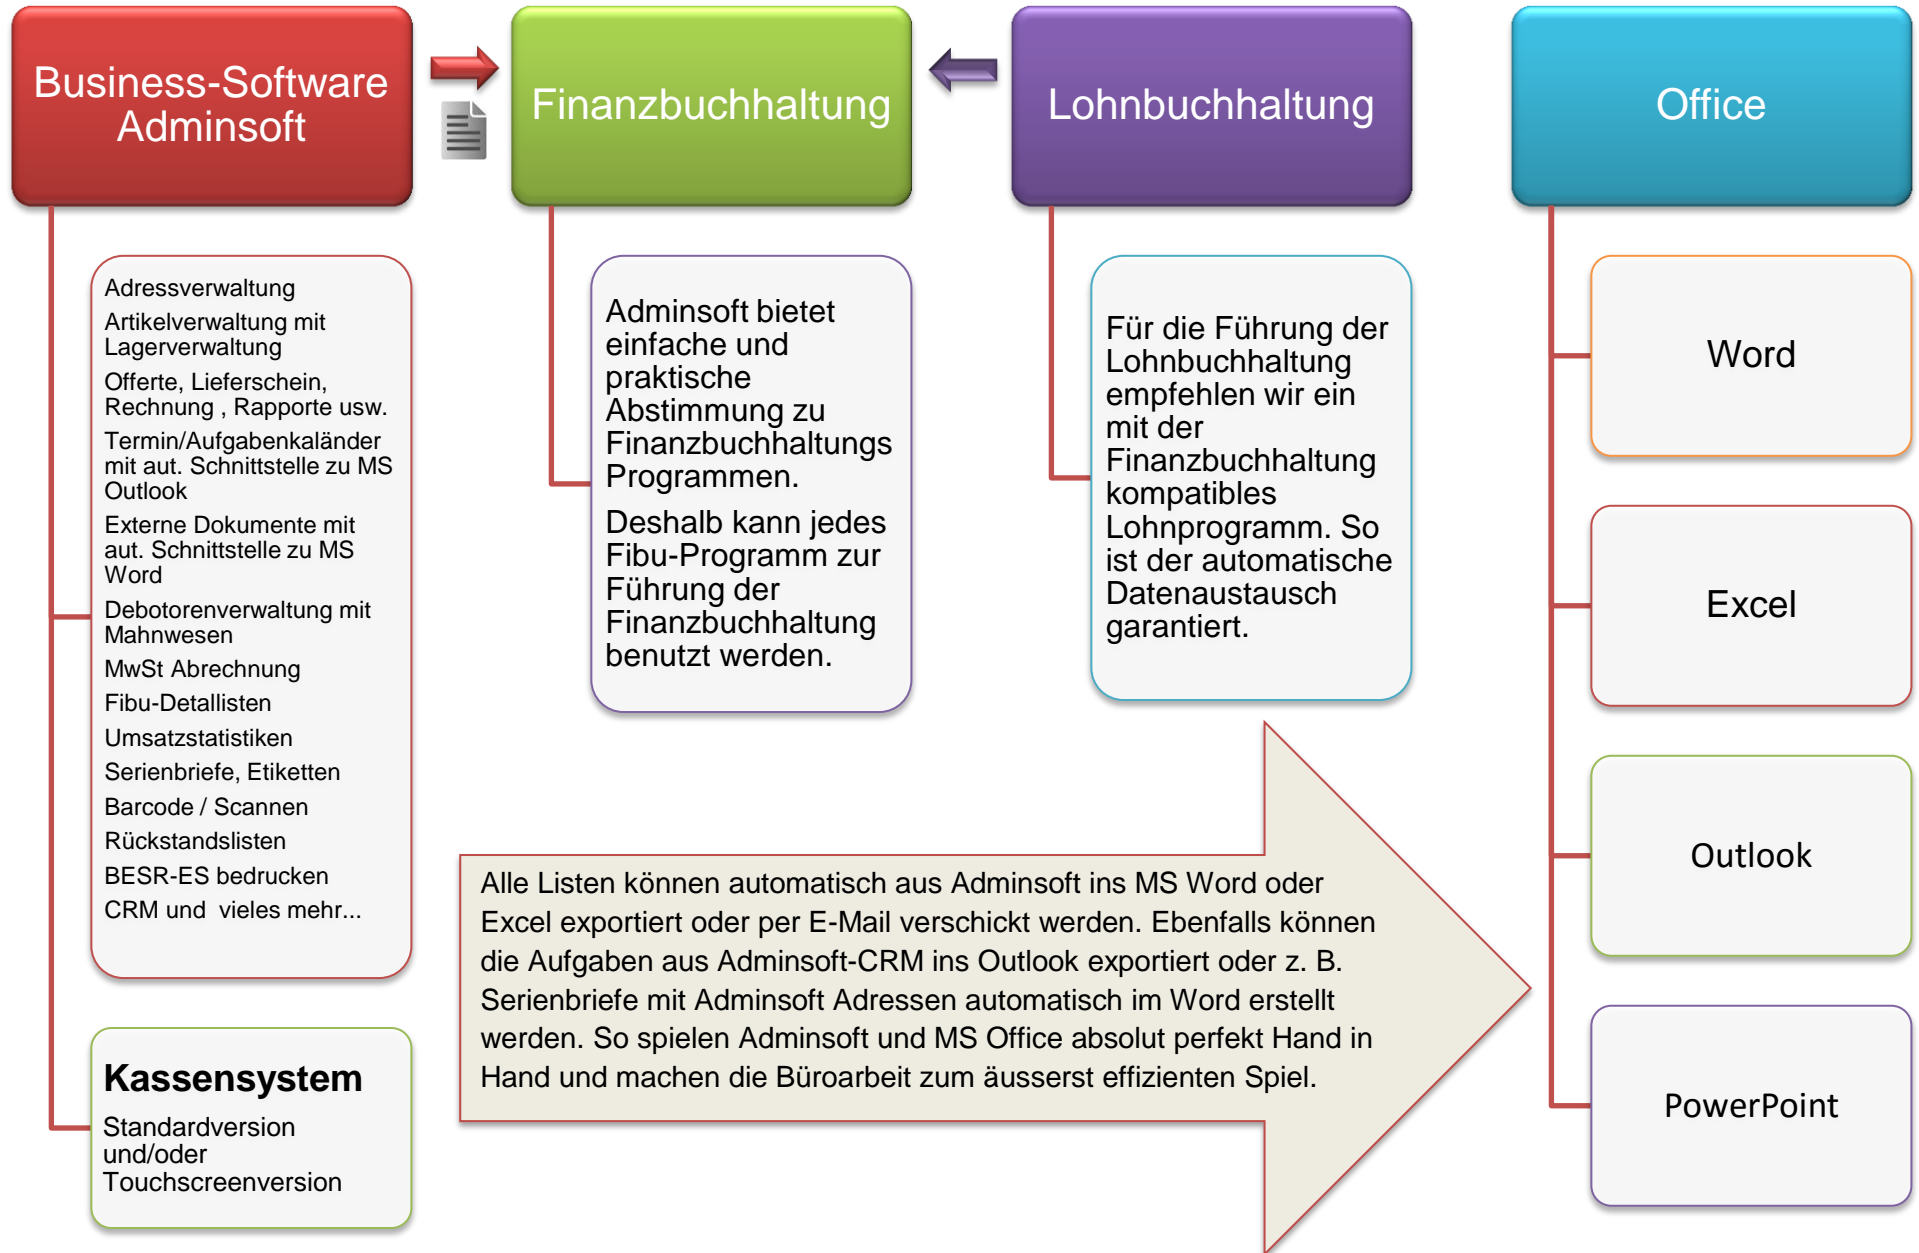 Business-Software
Adminsoft
Adressverwaltung
Artikelverwaltung mit
Lagerverwaltung
Offerte, Lieferschein,
Rechnung , Rapporte usw.
Termin/Aufgabenkaländer
mit aut. Schnittstelle zu MS
Outlook
Externe Dokumente mit
aut. Schnittstelle zu MS
Word
Debotorenverwaltung mit
Mahnwesen
MwSt Abrechnung
Fibu-Detallisten
Umsatzstatistiken
Serienbriefe, Etiketten
Barcode / Scannen
Rückstandslisten
BESR-ES bedrucken
CRM und  vieles mehr...
Kassensystem
Standardversion
und/oder
Touchscreenversion
Finanzbuchhaltung
Adminsoft bietet
einfache und
praktische
Abstimmung zu
Finanzbuchhaltungs
Programmen.
Deshalb kann jedes
Fibu-Programm zur
Führung der
Finanzbuchhaltung
benutzt werden.
Lohnbuchhaltung
Für die Führung der
Lohnbuchhaltung
empfehlen wir ein
mit der
Finanzbuchhaltung
kompatibles
Lohnprogramm. So
ist der automatische
Datenaustausch
garantiert.
Alle Listen können automatisch aus Adminsoft ins MS Word oder
Excel exportiert oder per E-Mail verschickt werden. Ebenfalls können
die Aufgaben aus Adminsoft-CRM ins Outlook exportiert oder z. B.
Serienbriefe mit Adminsoft Adressen automatisch im Word erstellt
werden. So spielen Adminsoft und MS Office absolut perfekt Hand in
Hand und machen die Büroarbeit zum äusserst effizienten Spiel.
Office
Word
Excel
Outlook
PowerPoint